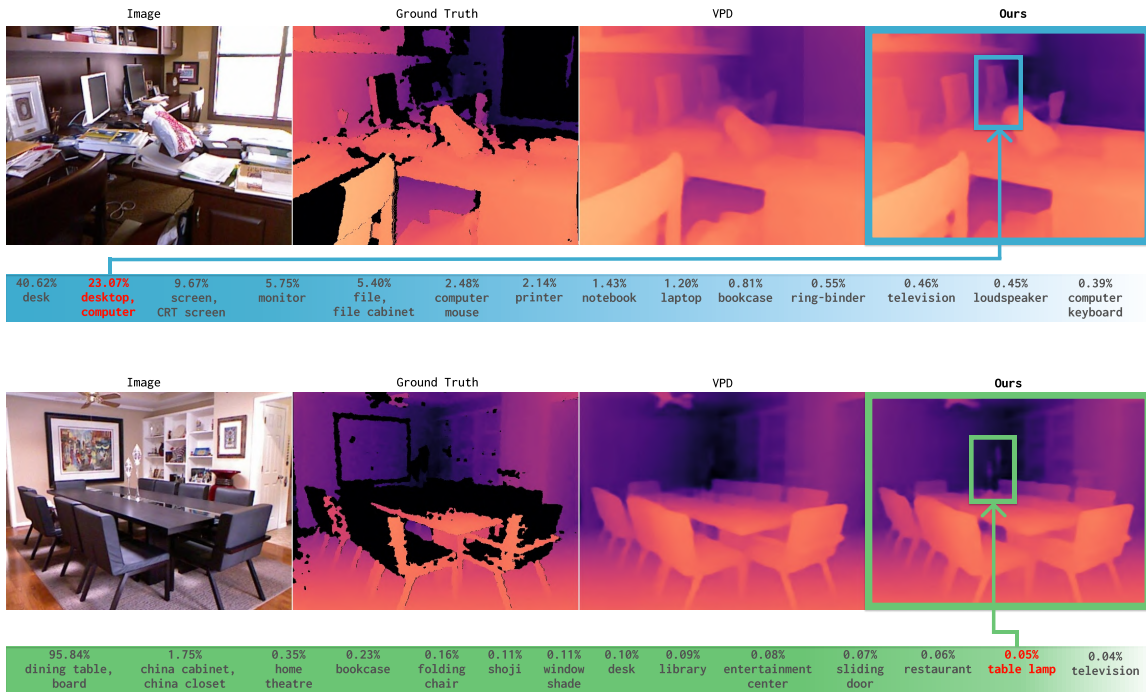 Image Ground Truth VPD Ours
40.62% 23.07% 9.67% 5.75% 5.40% 2.48% 2.14% 1.43% 1.20% 0.81% 0.55% 0.46% 0.45% 0.39%
desk desktop, screen, monitor file, computer printer notebook laptop bookcase ring-binder television loudspeaker computer
computer CRT screen file cabinet mouse keyboard
Image Ground Truth VPD Ours
95.84% 1.75% 0.35% 0.23% 0.16% 0.11% 0.11% 0.10% 0.09% 0.08% 0.07% 0.06% 0.05% 0.04%
dining table, china cabinet, home bookcase folding shoji window desk library entertainment sliding restaurant table lamp television
board china closet theatre chair shade center door